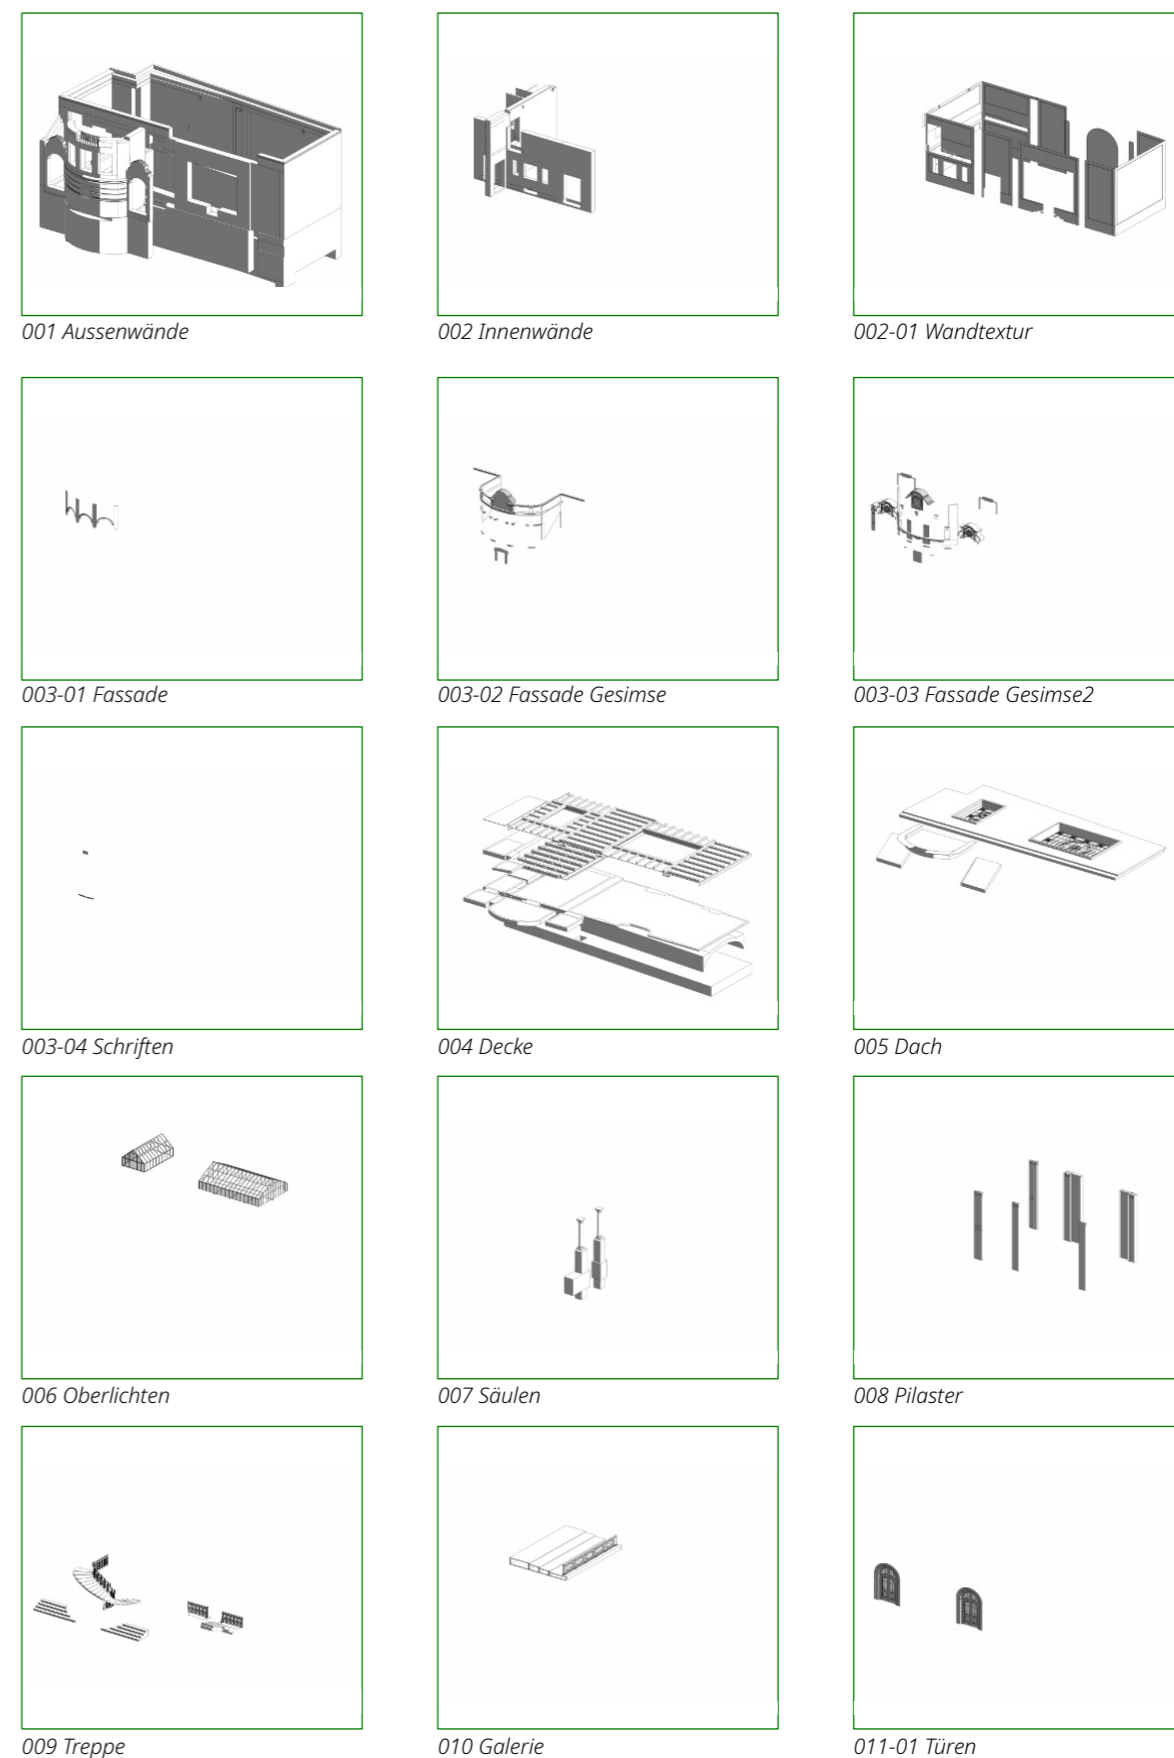 001 Aussenwände
002 Innenwände
002-01 Wandtextur
003-01 Fassade
003-02 Fassade Gesimse
003-03 Fassade Gesimse2
003-04 Schriften
004 Decke
005 Dach
006 Oberlichten
007 Säulen
008 Pilaster
009 Treppe
010 Galerie
011-01 Türen